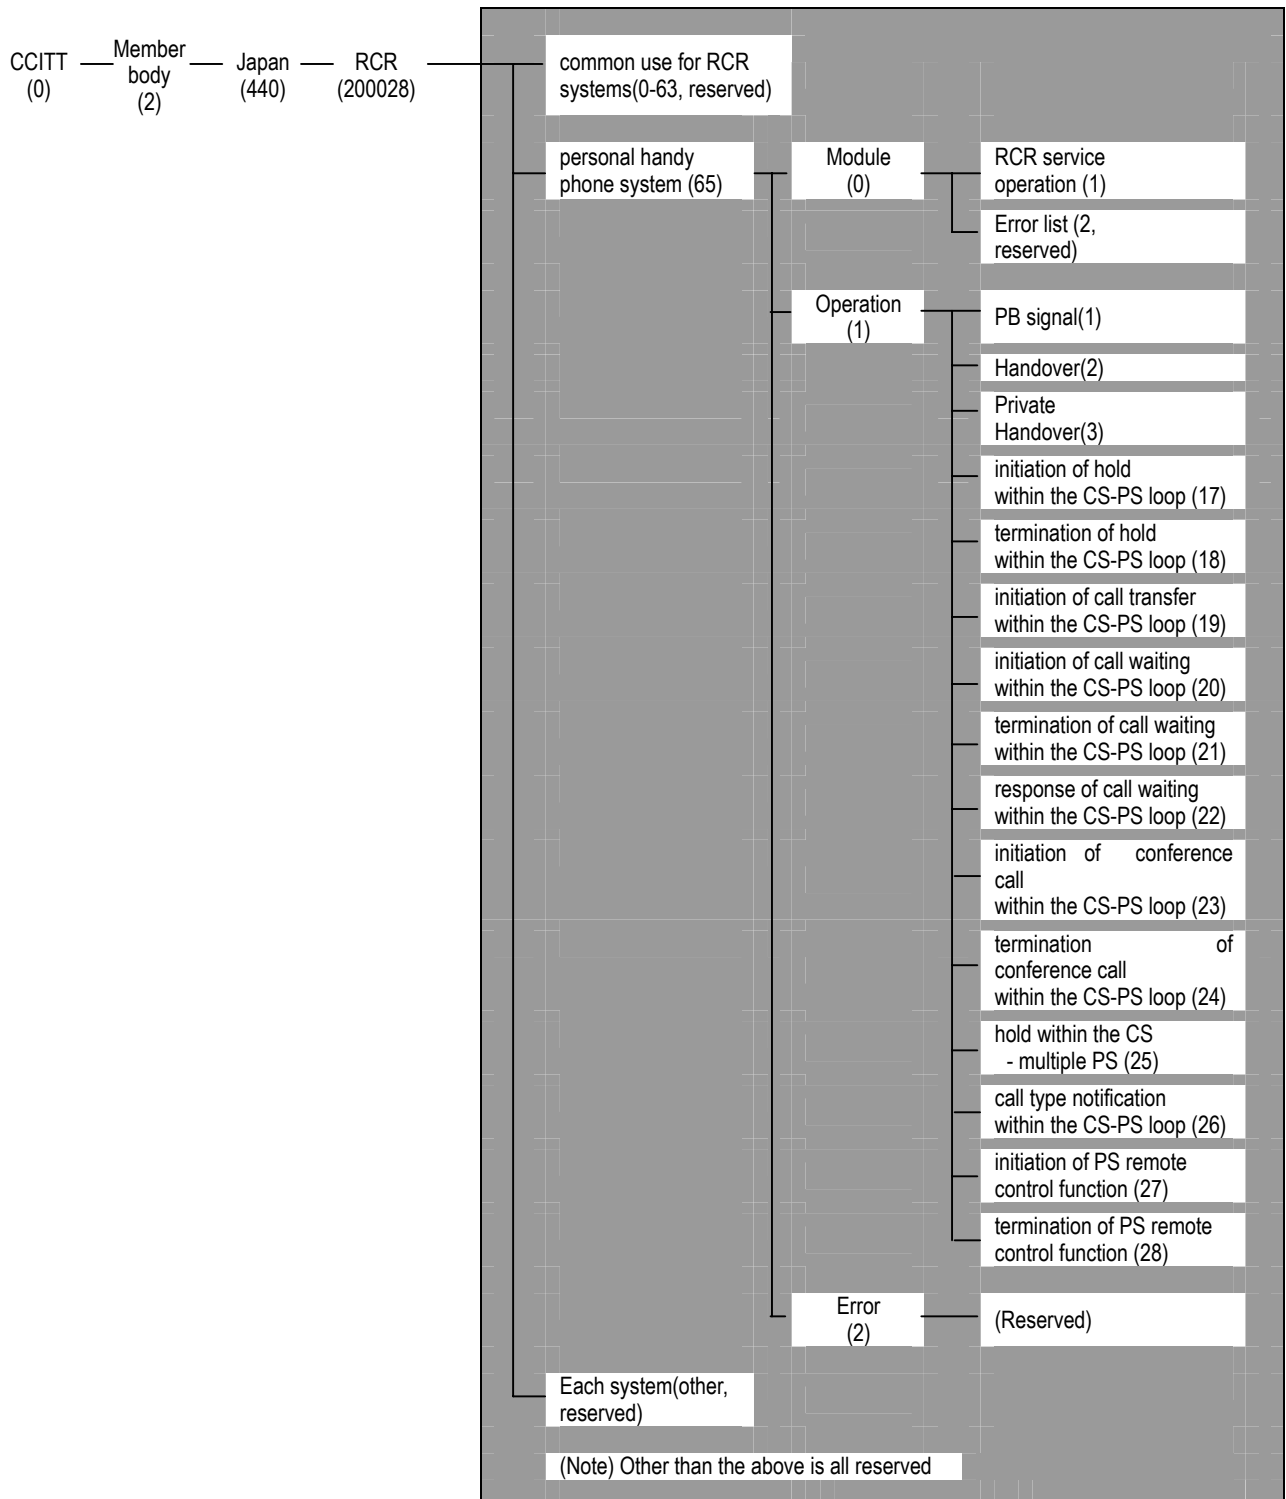 CCITT
(0)
Member
body
(2)
Japan
(440)
RCR
(200028)
common use for RCR
systems(0-63, reserved)
personal handy
phone system (65)
Module
(0)
RCR service
operation (1)
Error list (2,
reserved)
Operation
(1)
PB signal(1)
Handover(2)
Private
Handover(3)
initiation of hold
within the CS-PS loop (17)
termination of hold
within the CS-PS loop (18)
initiation of call transfer
within the CS-PS loop (19)
initiation of call waiting
within the CS-PS loop (20)
termination of call waiting
within the CS-PS loop (21)
response of call waiting
within the CS-PS loop (22)
initiation of conference
call
within the CS-PS loop (23)
termination of
conference call
within the CS-PS loop (24)
hold within the CS
- multiple PS (25)
call type notification
within the CS-PS loop (26)
initiation of PS remote
control function (27)
termination of PS remote
control function (28)
Error
(2)
(Reserved)
Each system(other,
reserved)
(Note) Other than the above is all reserved